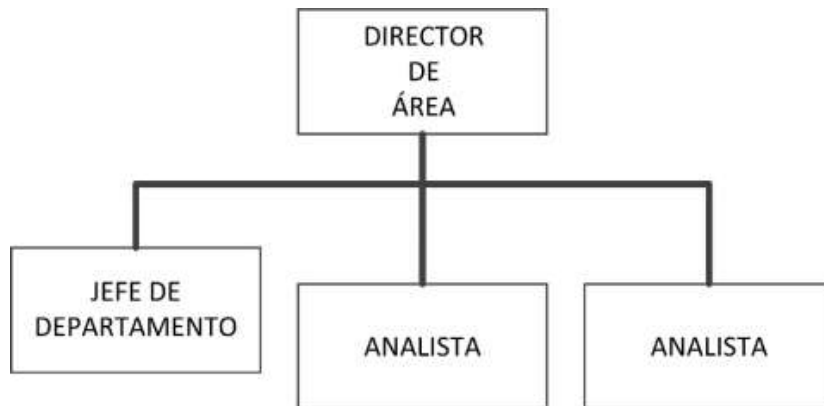 DIRECTOR
DE
ÁREA
JEFE DE
DEPARTAMENTO
ANALISTA
ANALISTA